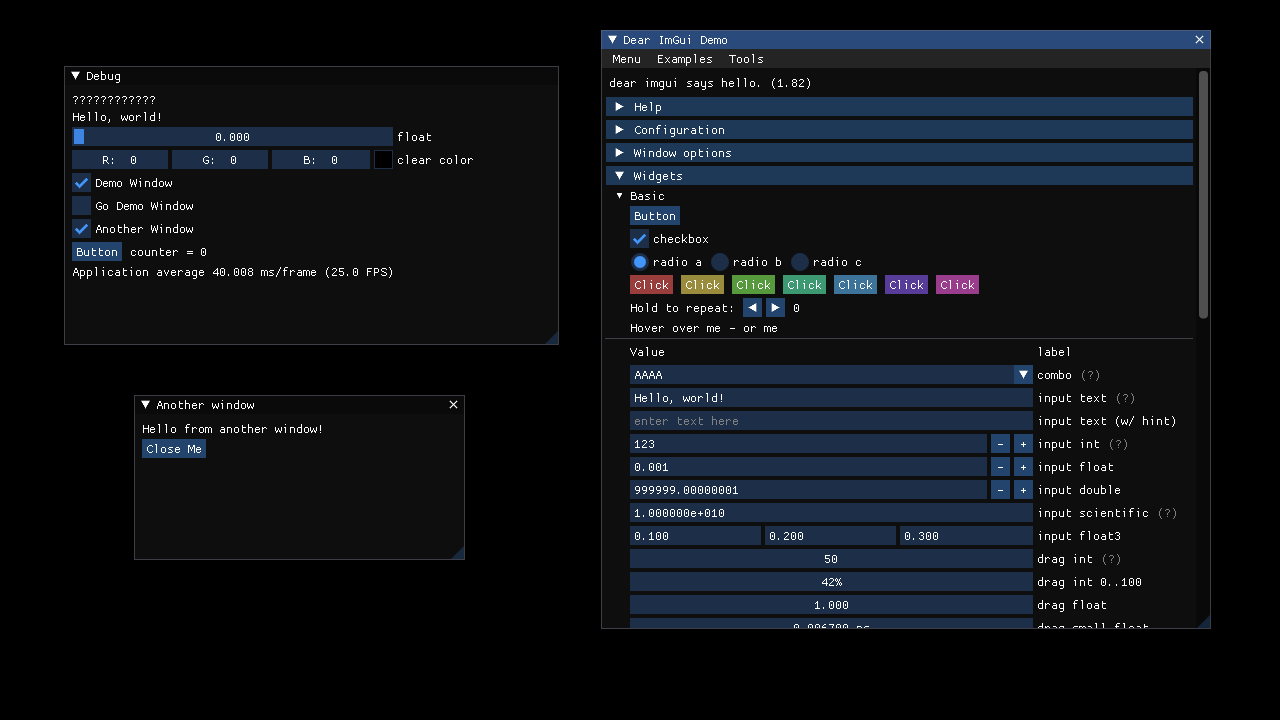 Debug
????????????
Hello, world!
0.000 float
R: 0 G: 0 B: 0 clear color
Demo Window
Go Demo Window
Another Window
Button counter = 0
Application average 40.008 ms/frame (25.0 FPS)
Another window
Hello from another window!
Close Me
Dear ImGui Demo
Menu Examples Tools
dear imgui says hello. (1.82)
Help
Configuration
Window options
Widgets
Basic
Button
checkbox
radio a radio b radio c
Click Click Click Click Click Click Click
Hold to repeat: 0
Hover over me - or me
Value label
AAAA combo (?)
Hello, world! input text (?)
enter text here input text (w/ hint)
123 - + input int (?)
0.001 - + input float
999999.00000001 - + input double
1.000000e+010 input scientific (?)
0.100 0.200 0.300 input float3
50 drag int (?)
42% drag int 0..100
1.000 drag float
0.006700 ns drag small float